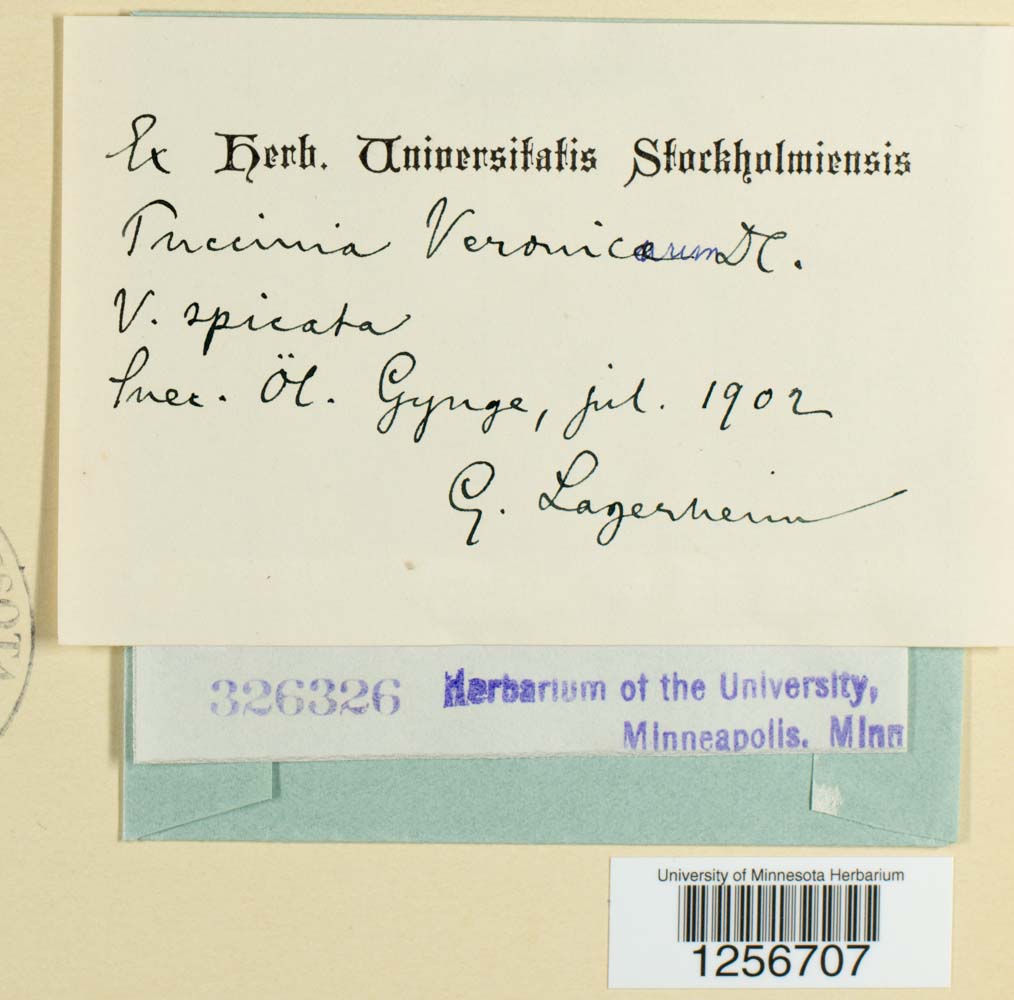 Ex Herb. Universitatis Stockholmiensis
Puccinia Veronicarum DC.
V. spicata
Suec. Öl. Gynge, jul. 1902
G. Lagerheim
SOTA
326326 Herbarium of the University,
Minneapolis. Minn
University of Minnesota Herbarium
1256707